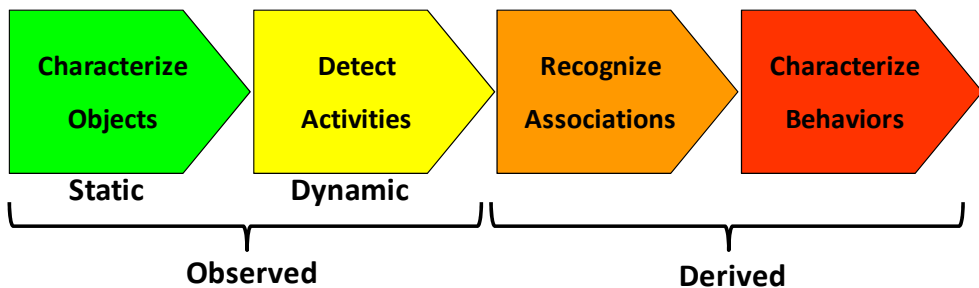 Characterize
Objects
Detect
Activities
Recognize
Associations
Characterize
Behaviors
Static
Dynamic
Observed
Derived